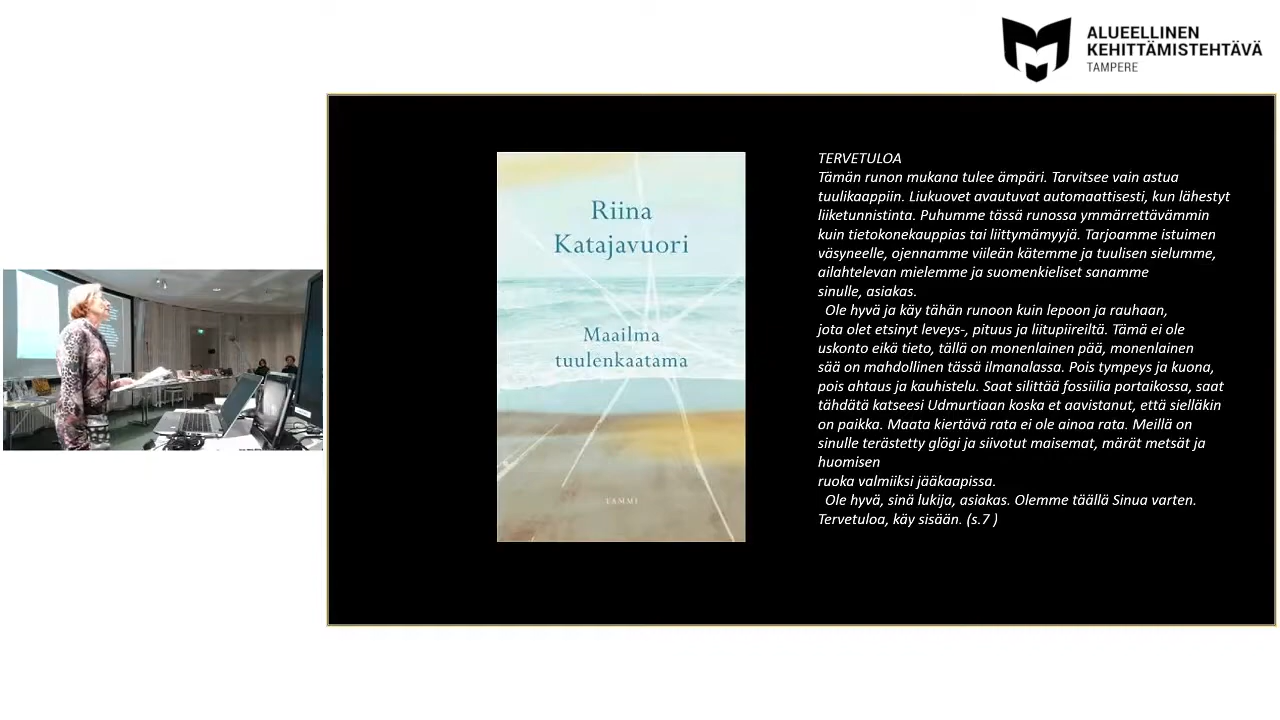 ALUEELLINEN
KEHITTÄMISTEHTÄVÄ
TAMPERE
Riina
Katajavuori
Maailma
tuulenkaatama
TAMMI
TERVETULOA
Tämän runon mukana tulee ämpäri. Tarvitsee vain astua
tuulikaappiin. Liukuovet avautuvat automaattisesti, kun lähestyt
liiketunnistinta. Puhumme tässä runossa ymmärrettävämmin
kuin tietokonekauppias tai liittymämyyjä. Tarjoamme istuimen
väsyneelle, ojennamme viileän kätemme ja tuulisen sielumme,
ailahtelevan mielemme ja suomenkieliset sanamme
sinulle, asiakas.
Ole hyvä ja käy tähän runoon kuin lepoon ja rauhaan,
jota olet etsinyt leveys-, pituus ja liitupiireiltä. Tämä ei ole
uskonto eikä tieto, tällä on monenlainen pää, monenlainen
sää on mahdollinen tässä ilmanalassa. Pois tympeys ja kuona,
pois ahtaus ja kauhistelu. Saat silittää fossiilia portaikossa, saat
tähdätä katseesi Udmurtiaan koska et aavistanut, että sielläkin
on paikka. Maata kiertävä rata ei ole ainoa rata. Meillä on
sinulle terästetty glögi ja siivotut maisemat, märät metsät ja
huomisen
ruoka valmiiksi jääkaapissa.
Ole hyvä, sinä lukija, asiakas. Olemme täällä Sinua varten.
Tervetuloa, käy sisään. (s.7 )